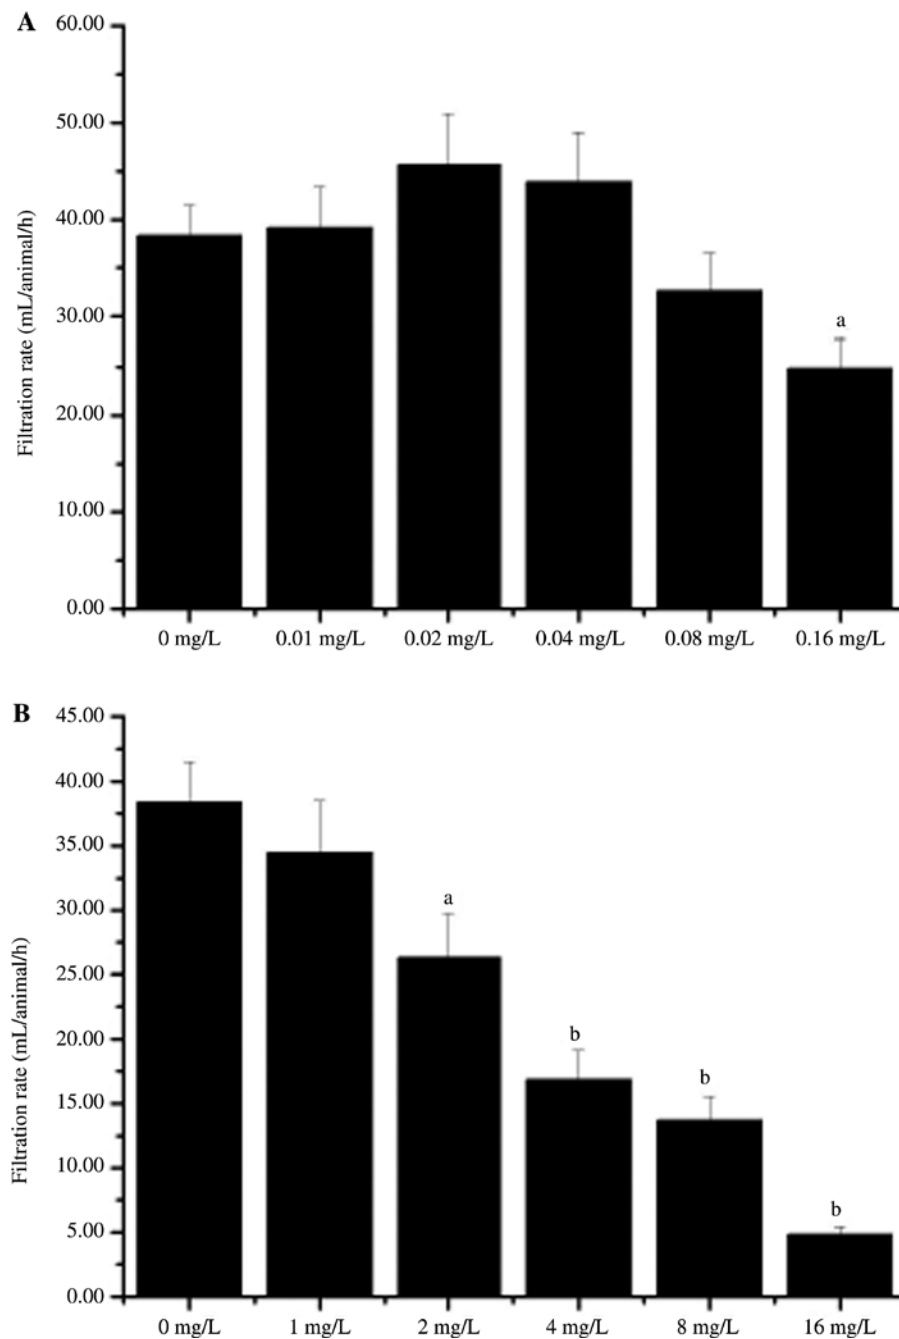 A
60.00
50.00
40.00
30.00
20.00
10.00
0.00
Filtration rate (mL/animal/h)
a
0 mg/L 0.01 mg/L 0.02 mg/L 0.04 mg/L 0.08 mg/L 0.16 mg/L
B
45.00
40.00
35.00
30.00
25.00
20.00
15.00
10.00
5.00
0.00
Filtration rate (mL/animal/h)
a
b
b
b
0 mg/L 1 mg/L 2 mg/L 4 mg/L 8 mg/L 16 mg/L